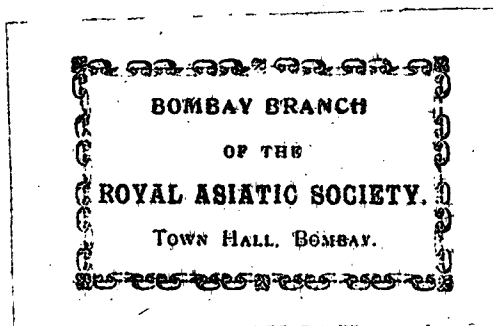 BOMBAY BRANCH
OF THE
ROYAL ASIATIC SOCIETY.
TOWN HALL, BOMBAY.